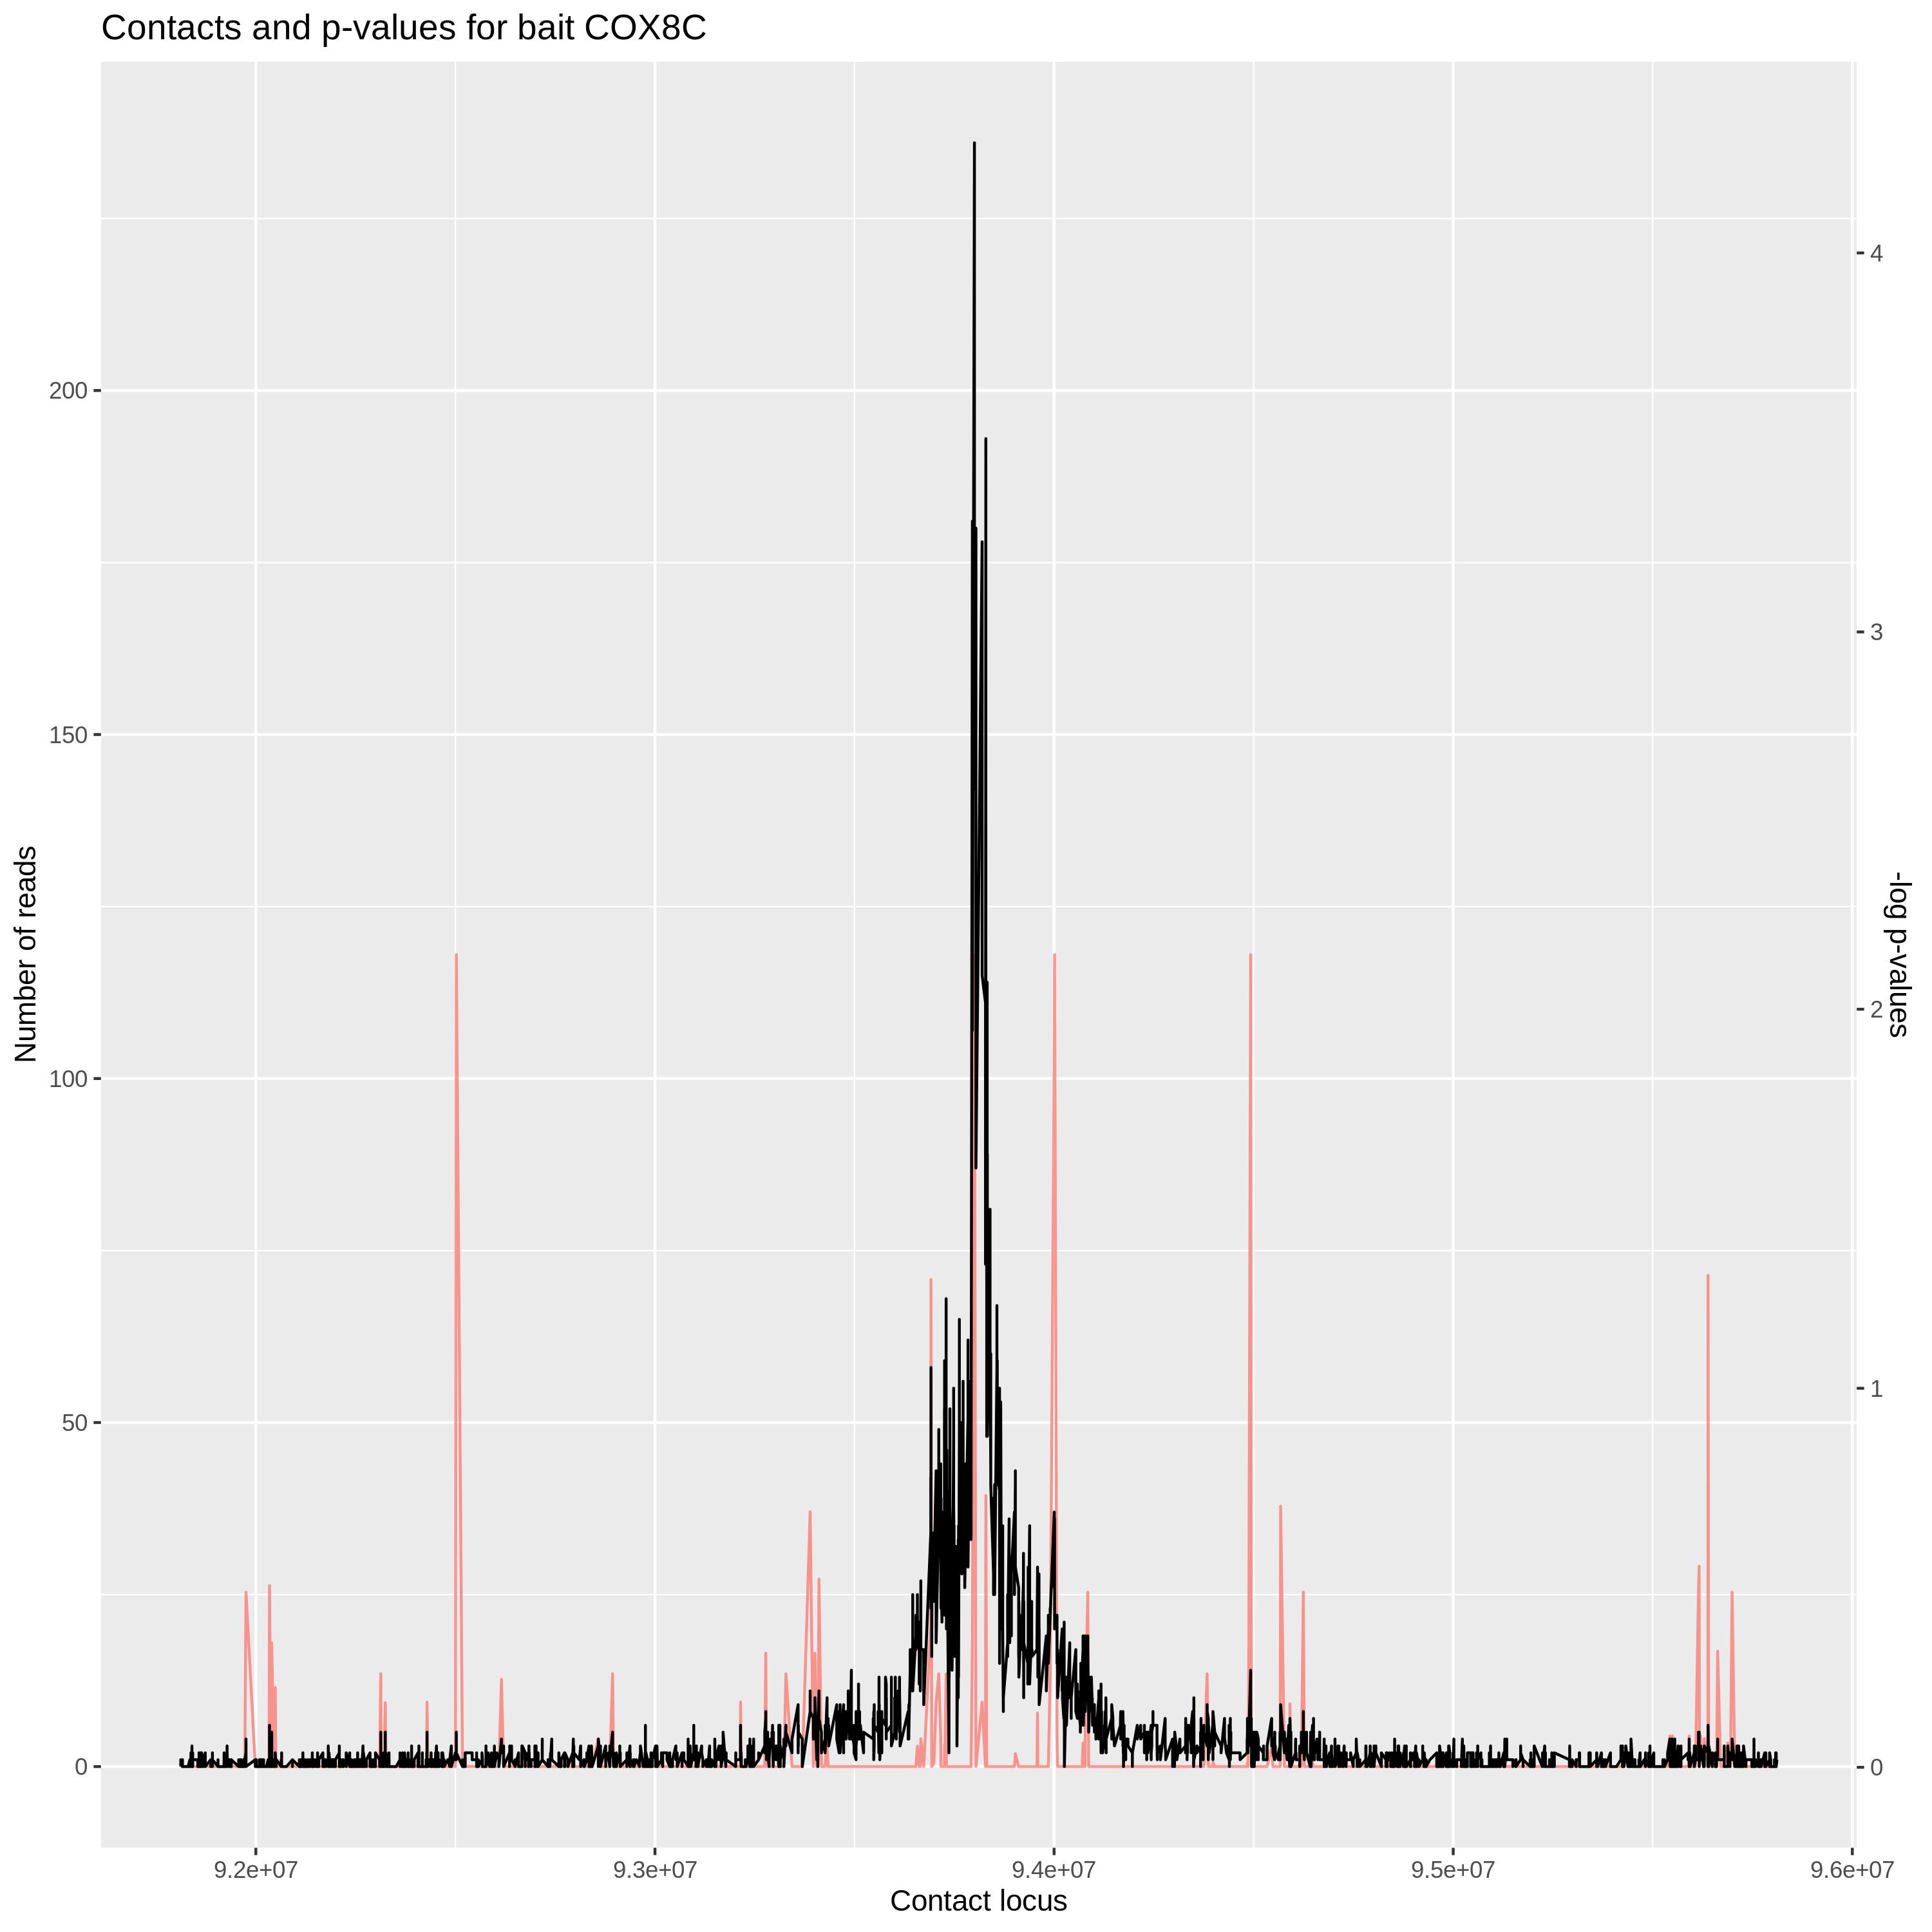 Contacts and p-values for bait COX8C
Number of reads
200
150
100
50
0
4
3
2
1
0
-log p-values
9.2e+07 9.3e+07 9.4e+07 9.5e+07 9.6e+07
Contact locus